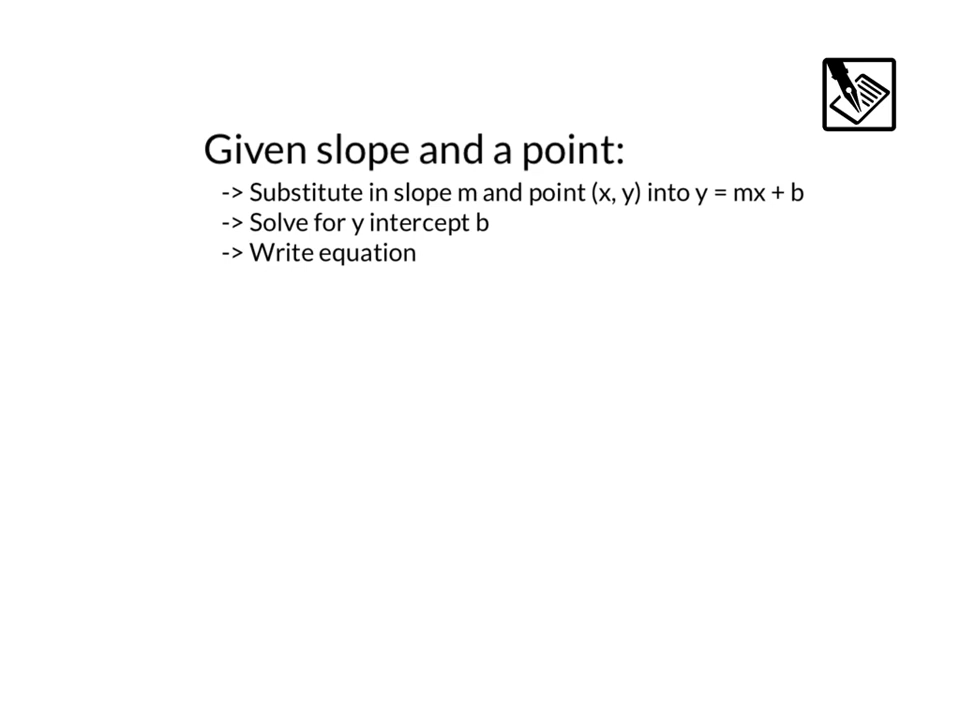 Given slope and a point:
-> Substitute in slope m and point (x, y) into y = mx + b
-> Solve for y intercept b
-> Write equation